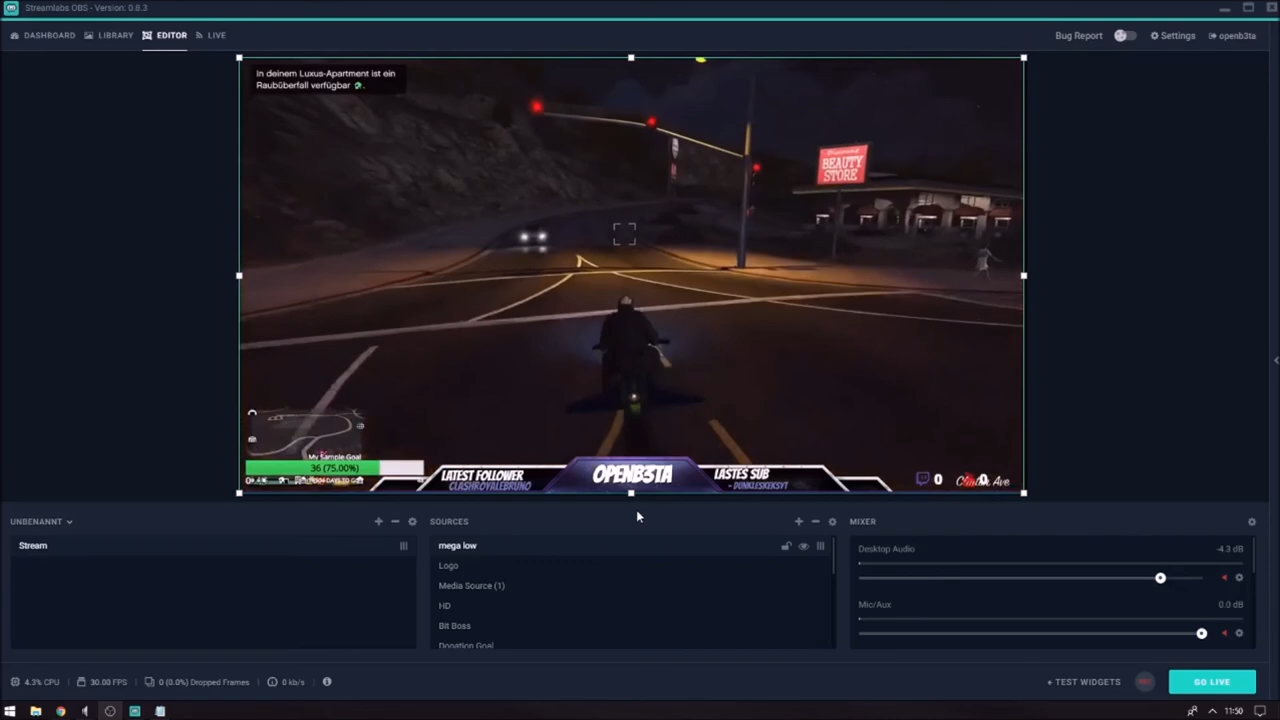 Streamlabs OBS - Version: 0.8.3
DASHBOARD LIBRARY EDITOR LIVE
Bug Report Settings openb3ta
In deinem Luxus-Apartment ist ein
Raubüberfall verfügbar
BEAUTY
STORE
My Sample Goal
36 (75.00%)
LATEST FOLLOWER
CLASHROYALEBRUNO
OPENB3TA
LASTES SUB
- DUNKLESKEKSYT
0
UNBENANNT
Stream
SOURCES
mega low
Logo
Media Source (1)
HD
Bit Boss
Donation Goal
MIXER
Desktop Audio -4.3 dB
Mic/Aux 0.0 dB
4.3% CPU 30.00 FPS 0 (0.0%) Dropped Frames 0 kb/s
+ TEST WIDGETS REC GO LIVE
11:50